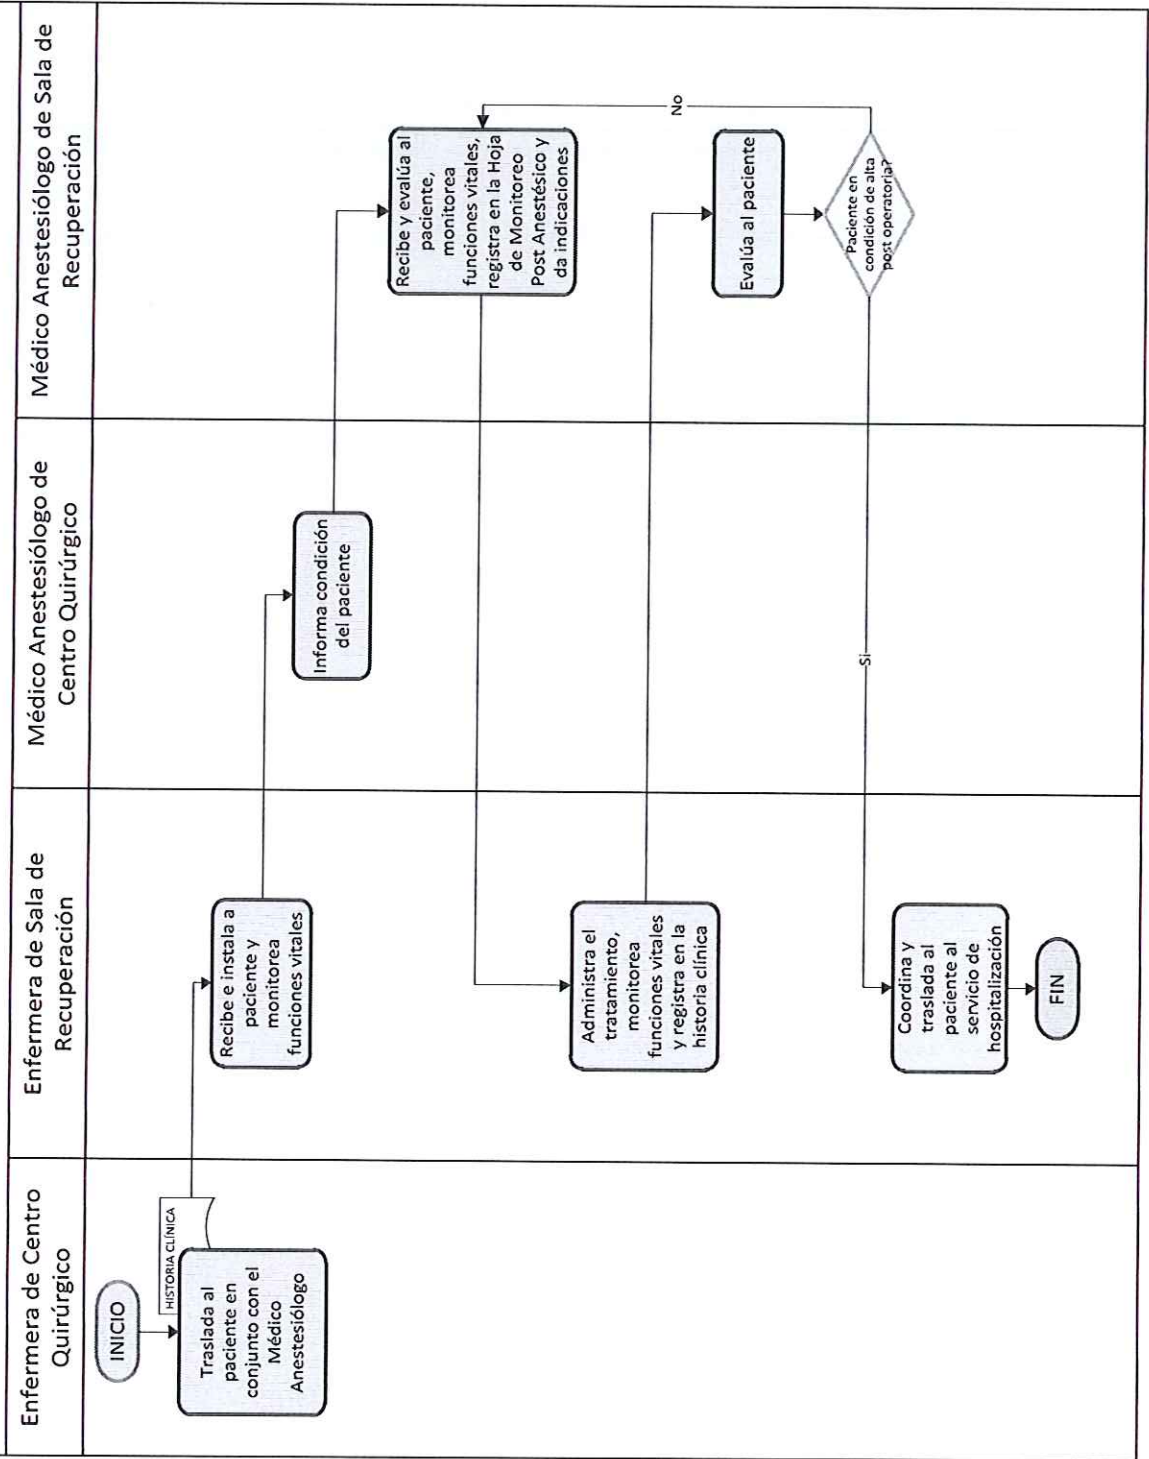 Enfermera de Centro
Quirúrgico
Enfermera de Sala de
Recuperación
Médico Anestesiólogo de
Centro Quirúrgico
Médico Anestesiólogo de Sala de
Recuperación
INICIO
HISTORIA CLÍNICA
Traslada al
paciente en
conjunto con el
Médico
Anestesiólogo
Recibe e instala a
paciente y
monitorea
funciones vitales
Informa condición
del paciente
Recibe y evalúa al
paciente,
monitorea
funciones vitales,
registra en la Hoja
de Monitoreo
Post Anestésico y
da indicaciones
Administra el
tratamiento,
monitorea
funciones vitales
y registra en la
historia clínica
Evalúa al paciente
Paciente en
condición de alta
post operatoria?
No
Si
Coordina y
traslada al
paciente al
servicio de
hospitalización
FIN